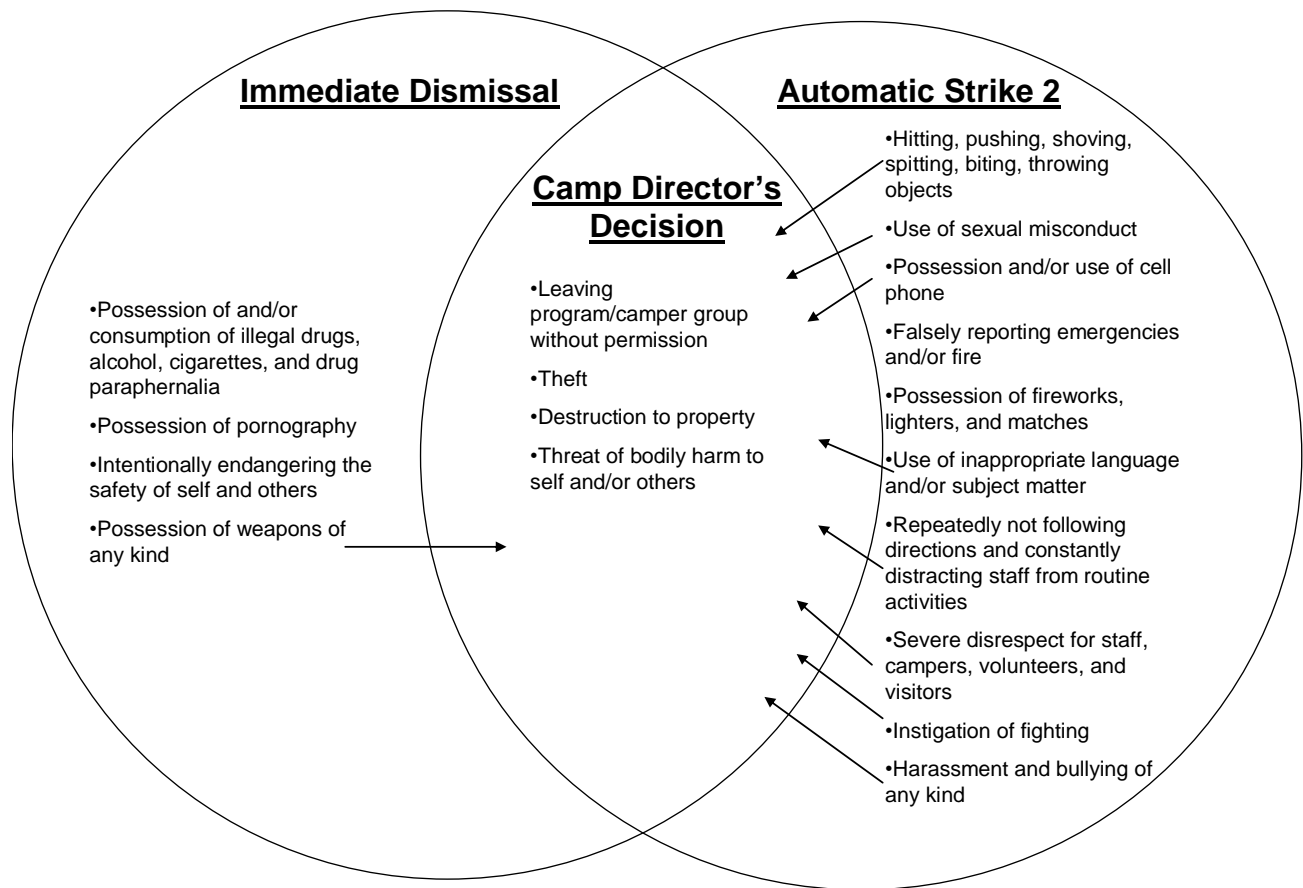 Immediate Dismissal
•Possession of and/or
consumption of illegal drugs,
alcohol, cigarettes, and drug
paraphernalia
•Possession of pornography
•Intentionally endangering the
safety of self and others
•Possession of weapons of
any kind
Camp Director’s
Decision
•Leaving
program/camper group
without permission
•Theft
•Destruction to property
•Threat of bodily harm to
self and/or others
Automatic Strike 2
•Hitting, pushing, shoving,
spitting, biting, throwing
objects
•Use of sexual misconduct
•Possession and/or use of cell
phone
•Falsely reporting emergencies
and/or fire
•Possession of fireworks,
lighters, and matches
•Use of inappropriate language
and/or subject matter
•Repeatedly not following
directions and constantly
distracting staff from routine
activities
•Severe disrespect for staff,
campers, volunteers, and
visitors
•Instigation of fighting
•Harassment and bullying of
any kind